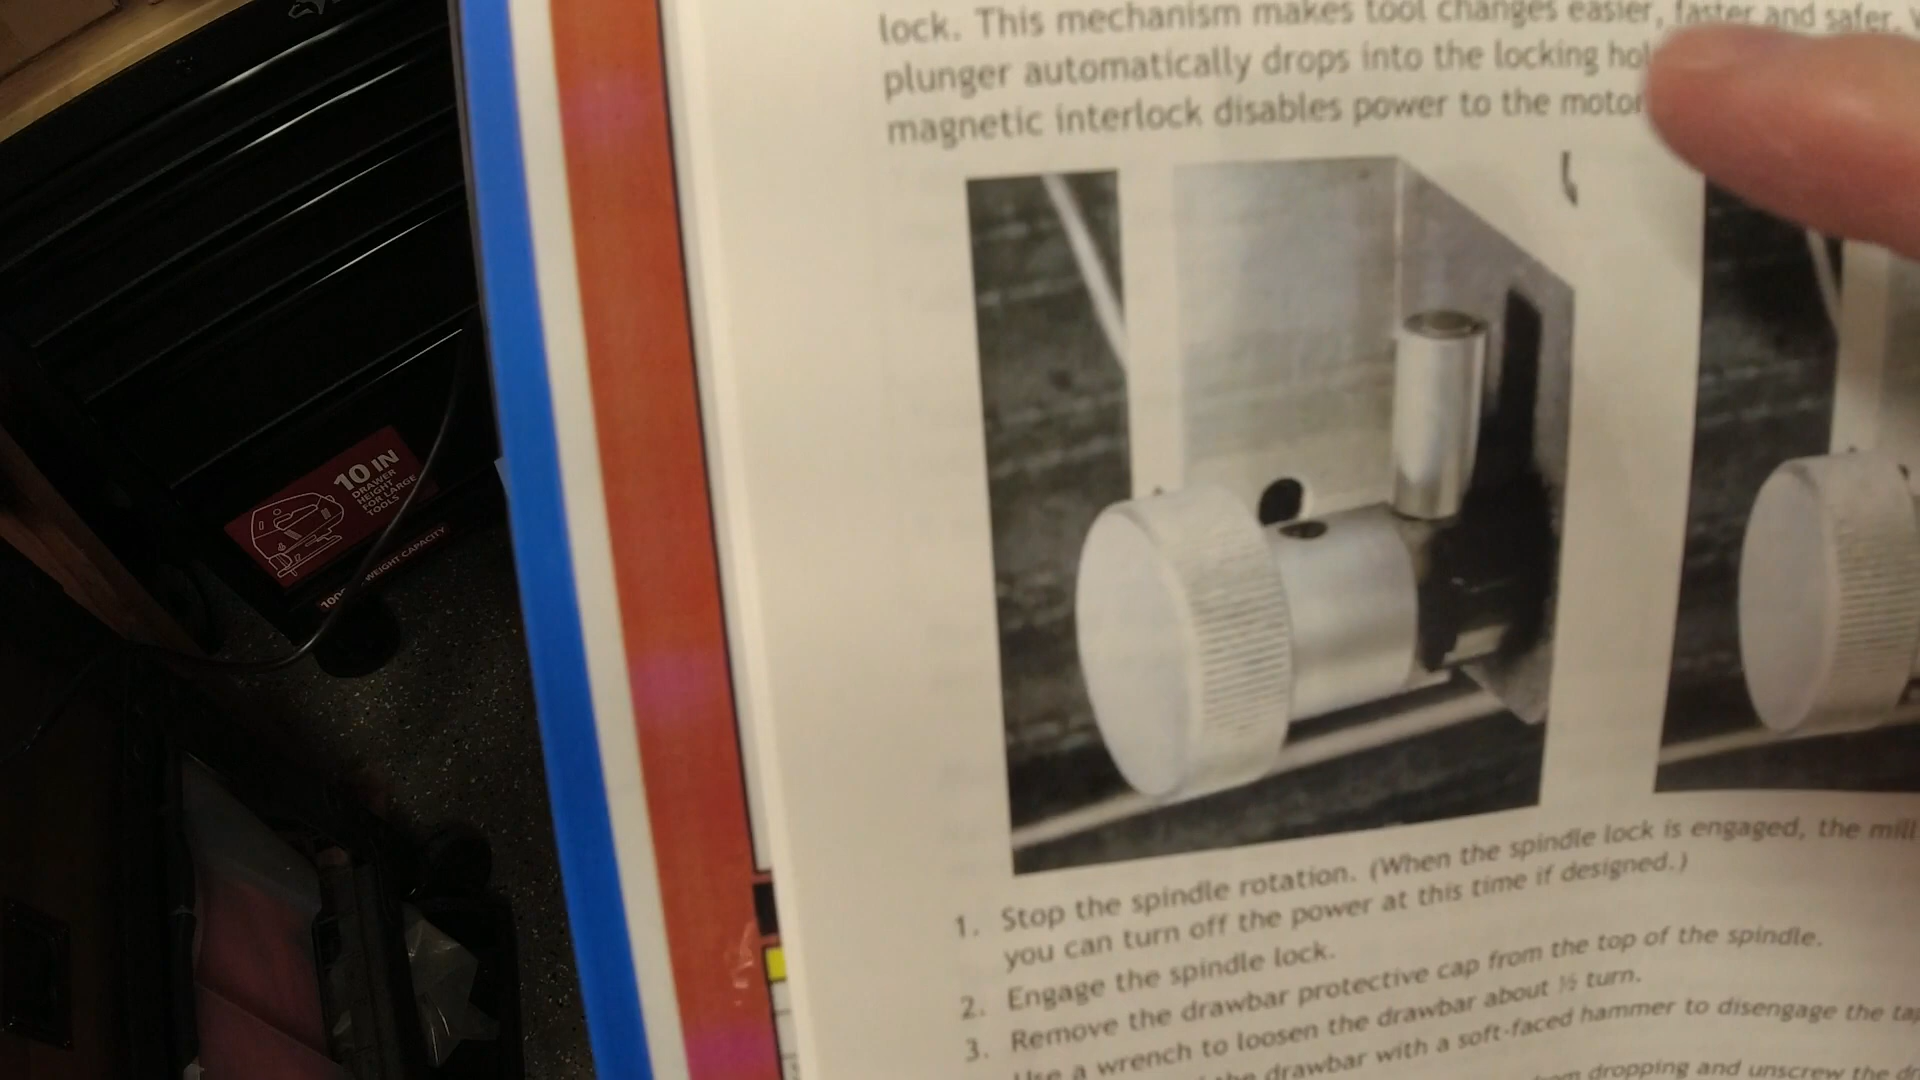 lock. This mechanism makes tool changes easier, faster and safer.
plunger automatically drops into the locking
magnetic interlock disables power to the motor
10 IN
DRAWER
HEIGHT
FOR LARGE
TOOLS
WEIGHT CAPACITY
1. Stop the spindle rotation. (When the spindle lock is engaged, the mill
you can turn off the power at this time if designed.)
2. Engage the spindle lock.
3. Remove the drawbar protective cap from the top of the spindle.
Use a wrench to loosen the drawbar about ½ turn.
the drawbar with a soft-faced hammer to disengage the
dropping and unscrew the